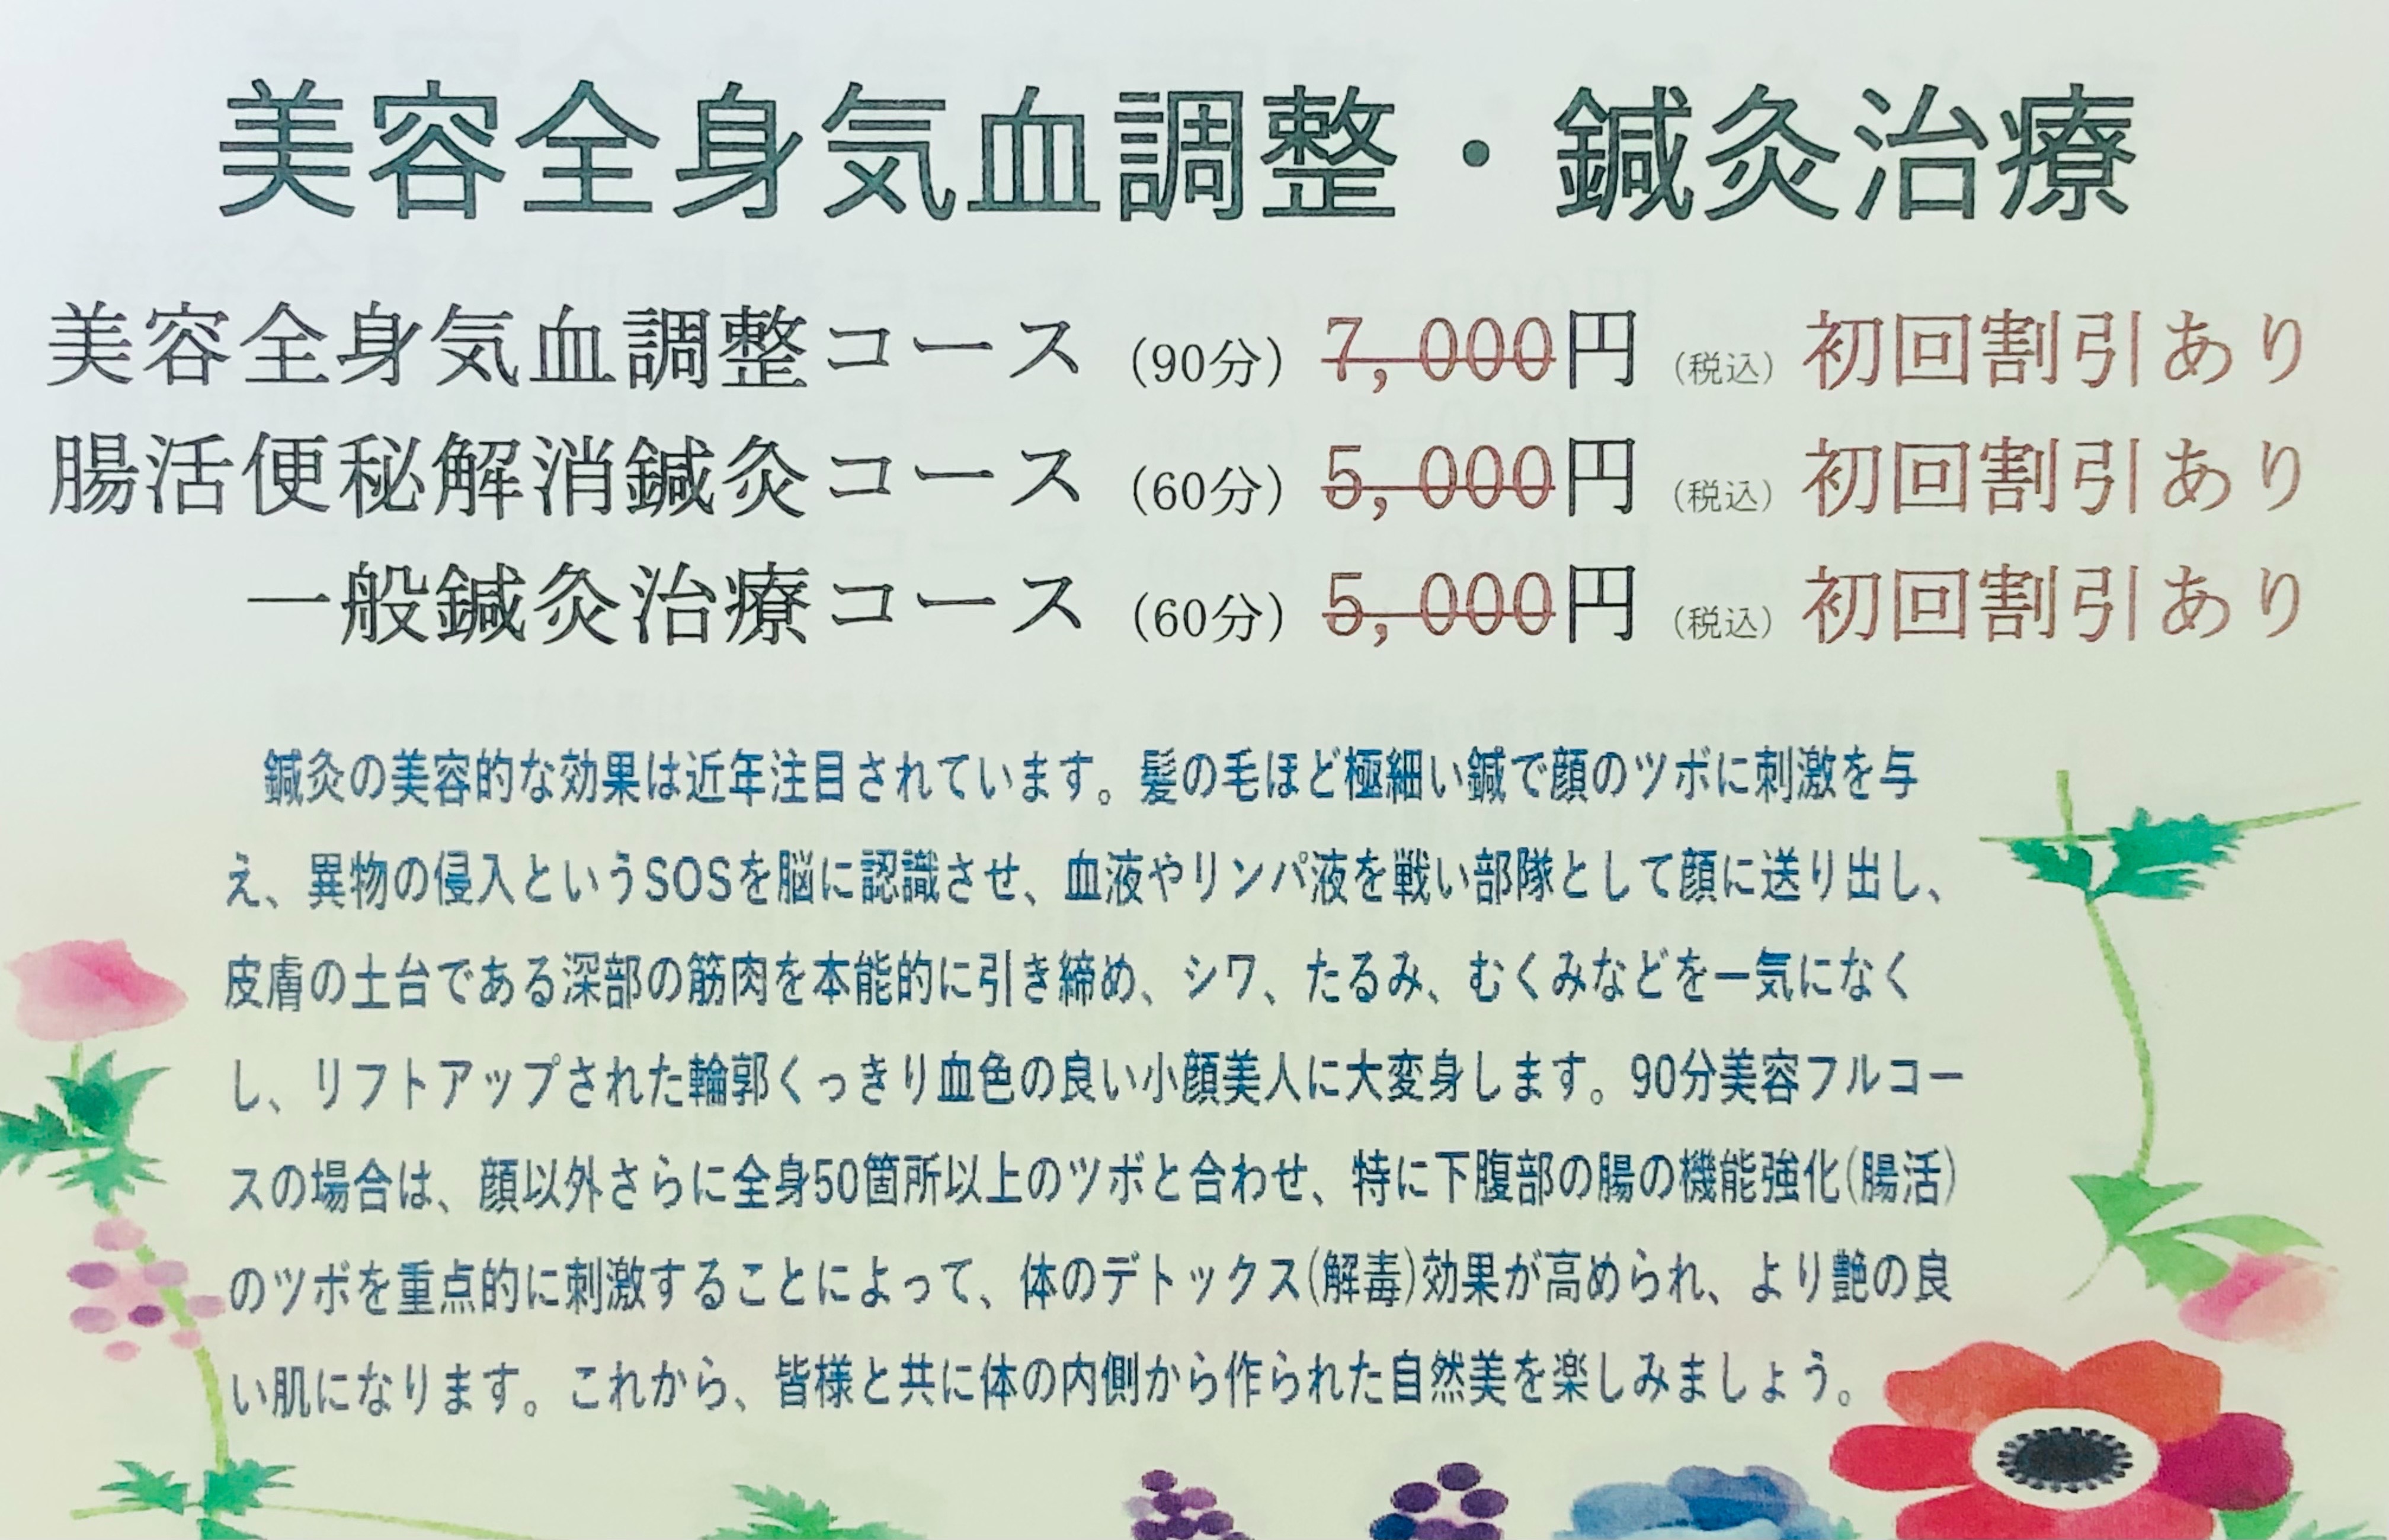 美容全身気血調整・鍼灸治療
美容全身気血調整コース（90分）7,000円（税込）初回割引あり
腸活便秘解消鍼灸コース（60分）5,000円（税込）初回割引あり
一般鍼灸治療コース（60分）5,000円（税込）初回割引あり
鍼灸の美容的な効果は近年注目されています。髪の毛ほど極細い鍼で顔のツボに刺激を与
え、異物の侵入というSOSを脳に認識させ、血液やリンパ液を戦い部隊として顔に送り出し、
皮膚の土台である深部の筋肉を本能的に引き締め、シワ、たるみ、むくみなどを一気になく
し、リフトアップされた輪郭くっきり血色の良い小顔美人に大変身します。90分美容フルコー
スの場合は、顔以外さらに全身50箇所以上のツボと合わせ、特に下腹部の腸の機能強化(腸活)
のツボを重点的に刺激することによって、体のデトックス(解毒)効果が高められ、より艶の良
い肌になります。これから、皆様と共に体の内側から作られた自然美を楽しみましょう。